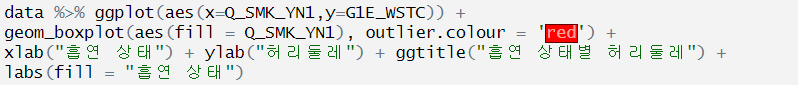 data %>% ggplot(aes(x=Q_SMK_YN1,y=G1E_WSTC)) +
geom_boxplot(aes(fill = Q_SMK_YN1), outlier.colour = 'red') +
xlab("흡연 상태") + ylab("허리둘레") + ggtitle("흡연 상태별 허리둘레") +
labs(fill = "흡연 상태")